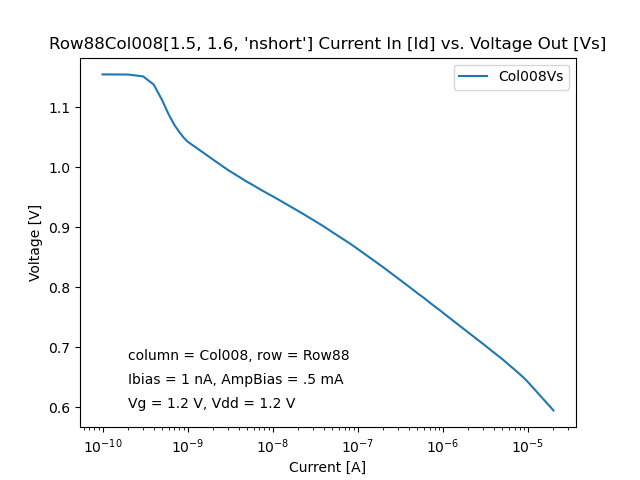 Row88Col008[1.5, 1.6, 'nshort'] Current In [Id] vs. Voltage Out [Vs]
Col008Vs
1.1
1.0
0.9
0.8
0.7
0.6
Voltage [V]
column = Col008, row = Row88
Ibias = 1 nA, AmpBias = .5 mA
Vg = 1.2 V, Vdd = 1.2 V
10⁻¹⁰ 10⁻⁹ 10⁻⁸ 10⁻⁷ 10⁻⁶ 10⁻⁵
Current [A]